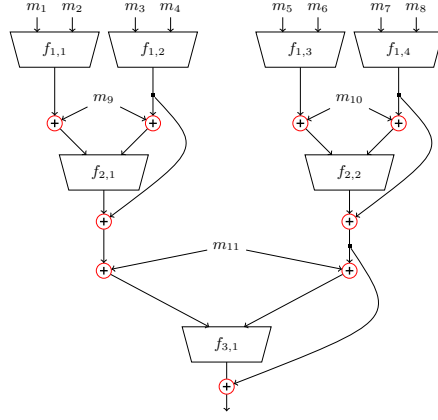 m1 m2 m3 m4 m5 m6 m7 m8
f1,1 f1,2 f1,3 f1,4
m9 m10
+ + + +
f2,1 f2,2
+ +
m11
+ +
f3,1
+